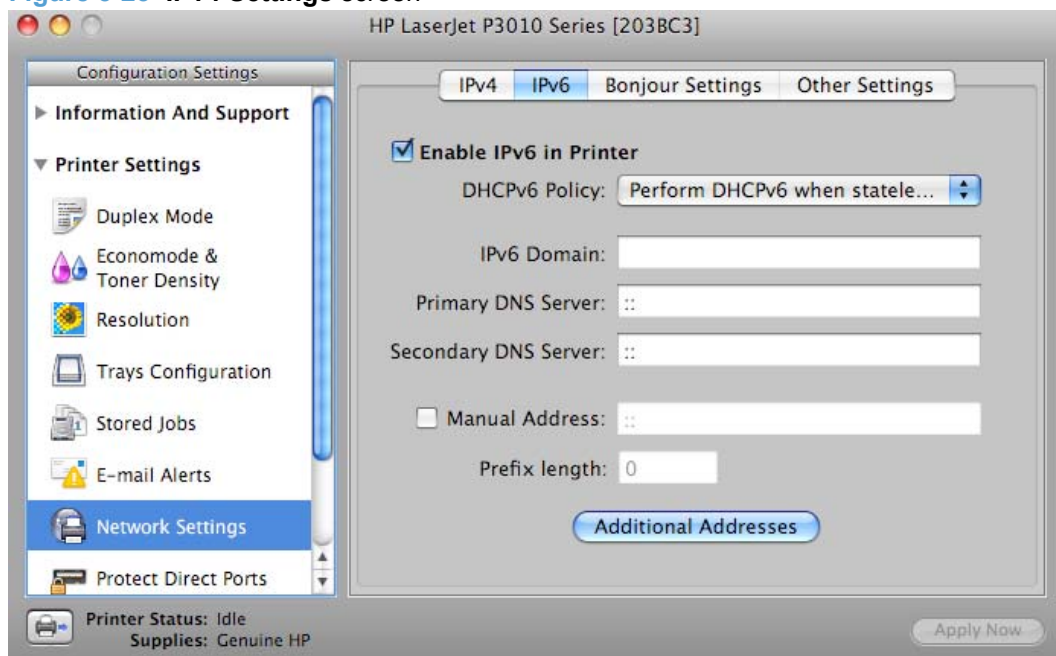 HP LaserJet P3010 Series [203BC3]
Configuration Settings
Information And Support
Printer Settings
Duplex Mode
Economode &
Toner Density
Resolution
Trays Configuration
Stored Jobs
E-mail Alerts
Network Settings
Protect Direct Ports
IPv4 IPv6 Bonjour Settings Other Settings
Enable IPv6 in Printer
DHCPv6 Policy: Perform DHCPv6 when statele...
IPv6 Domain:
Primary DNS Server: ::
Secondary DNS Server: ::
Manual Address: ::
Prefix length: 0
Additional Addresses
Printer Status: Idle
Supplies: Genuine HP
Apply Now